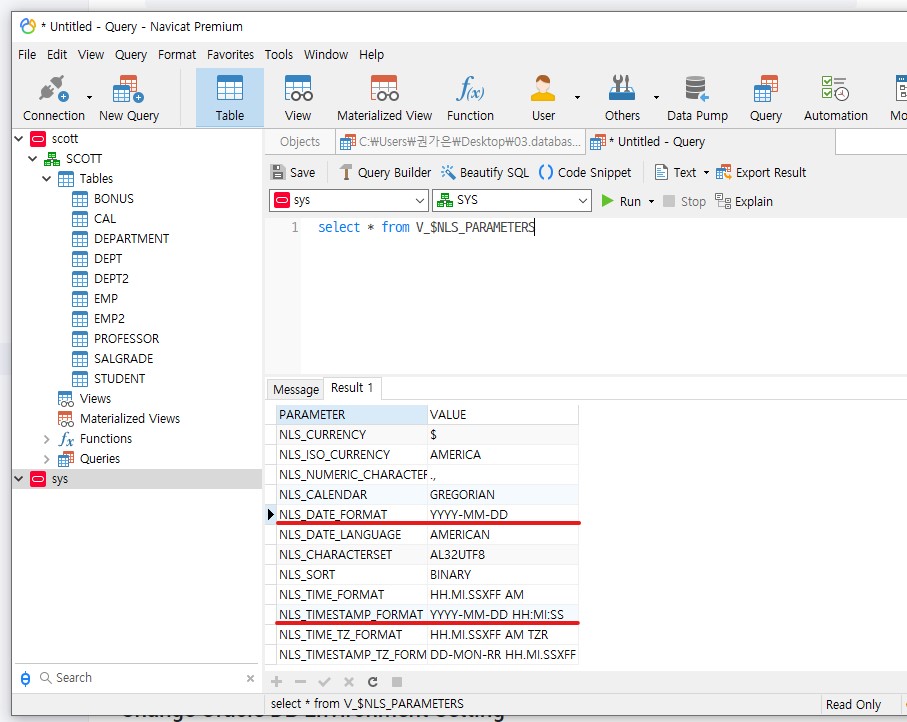 * Untitled - Query - Navicat Premium
File Edit View Query Format Favorites Tools Window Help
Connection New Query Table View Materialized View Function User Others Data Pump Query Automation Mo
Objects C:₩Users₩권가은₩Desktop₩03.databas... * Untitled - Query
Save Query Builder Beautify SQL Code Snippet Text Export Result
sys SYS Run Stop Explain
1 select * from V_$NLS_PARAMETERS
scott
SCOTT
Tables
BONUS
CAL
DEPARTMENT
DEPT
DEPT2
EMP
EMP2
PROFESSOR
SALGRADE
STUDENT
Views
Materialized Views
Functions
Queries
sys
Search
Message Result 1
PARAMETER VALUE
NLS_CURRENCY $
NLS_ISO_CURRENCY AMERICA
NLS_NUMERIC_CHARACTER .,
NLS_CALENDAR GREGORIAN
NLS_DATE_FORMAT YYYY-MM-DD
NLS_DATE_LANGUAGE AMERICAN
NLS_CHARACTERSET AL32UTF8
NLS_SORT BINARY
NLS_TIME_FORMAT HH.MI.SSXFF AM
NLS_TIMESTAMP_FORMAT YYYY-MM-DD HH:MI:SS
NLS_TIME_TZ_FORMAT HH.MI.SSXFF AM TZR
NLS_TIMESTAMP_TZ_FORM DD-MON-RR HH.MI.SSXFF
select * from V_$NLS_PARAMETERS Read Only
Change Oracle DB Environment Setting